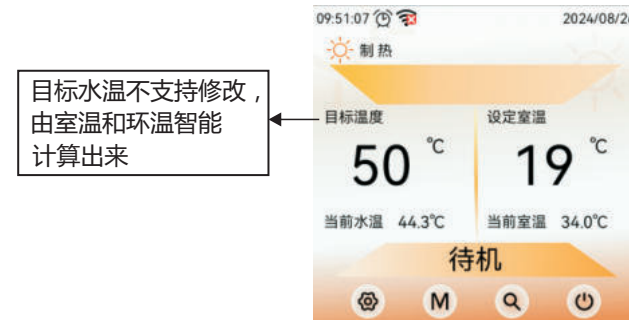 09:51:07
2024/08/26
制热
目标水温不支持修改，
由室温和环温智能
计算出来
目标温度
设定室温
50 ℃
19 ℃
当前水温 44.3℃
当前室温 34.0℃
待机
M